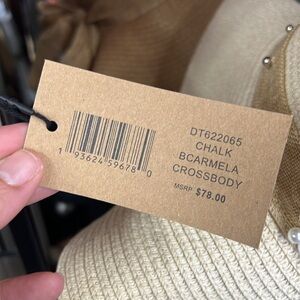 DT622065
CHALK
BCARMELA
CROSSBODY
MSRP $78.00
1 93624 59678 0